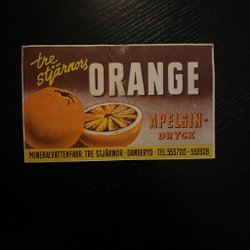 tre
stjärnors
ORANGE
APELSIN-
DRYCK
MINERALVATTENFABR. TRE STJÄRNOR - DANDERYD - TEL. 553720 - 553928